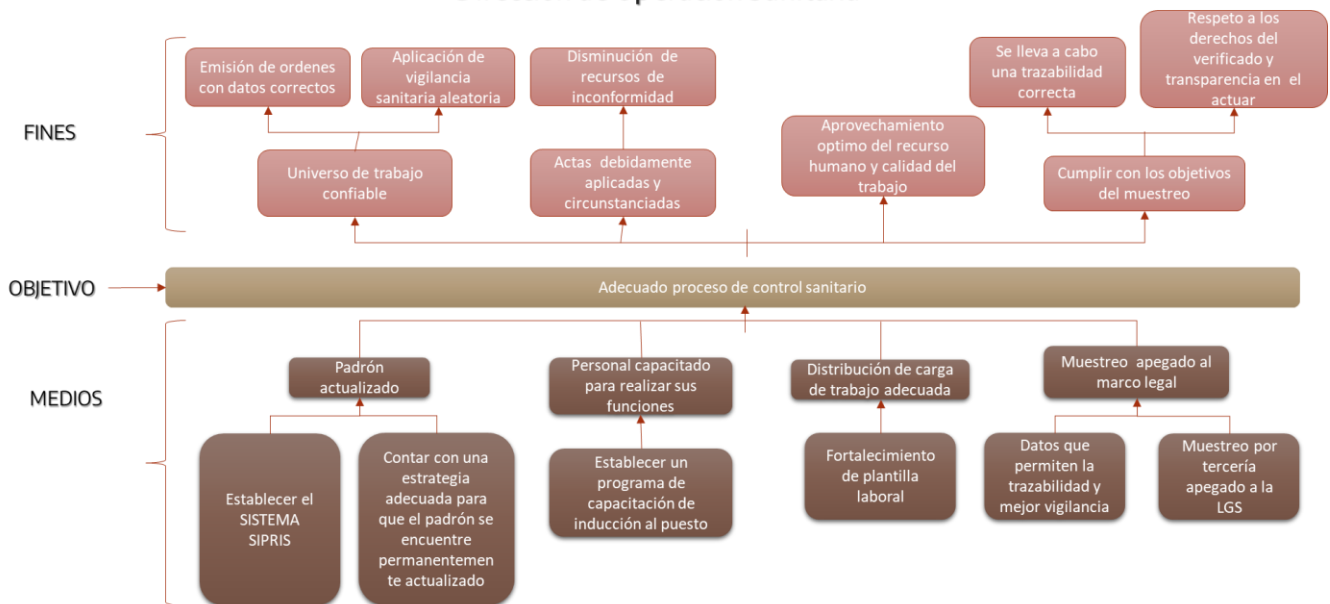 Respeto a los
derechos del
verificado y
transparencia en el
actuar
Se lleva a cabo
una trazabilidad
correcta
Disminución de
recursos de
inconformidad
Aplicación de
vigilancia
sanitaria aleatoria
Emisión de ordenes
con datos correctos
FINES
Aprovechamiento
optimo del recurso
humano y calidad del
trabajo
Universo de trabajo
confiable
Actas debidamente
aplicadas y
circunstanciadas
Cumplir con los objetivos
del muestreo
OBJETIVO
Adecuado proceso de control sanitario
MEDIOS
Padrón
actualizado
Personal capacitado
para realizar sus
funciones
Distribución de carga
de trabajo adecuada
Muestreo apegado al
marco legal
Establecer el
SISTEMA
SIPRIS
Contar con una
estrategia
adecuada para
que el padrón se
encuentre
permanentemen
te actualizado
Establecer un
programa de
capacitación de
inducción al puesto
Fortalecimiento
de plantilla
laboral
Datos que
permiten la
trazabilidad y
mejor vigilancia
Muestreo por
tercería
apegado a la
LGS